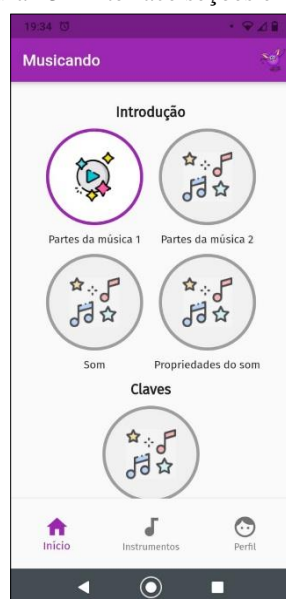 19:34
Musicando
Introdução
Partes da música 1 Partes da música 2
Som Propriedades do som
Claves
Início Instrumentos Perfil